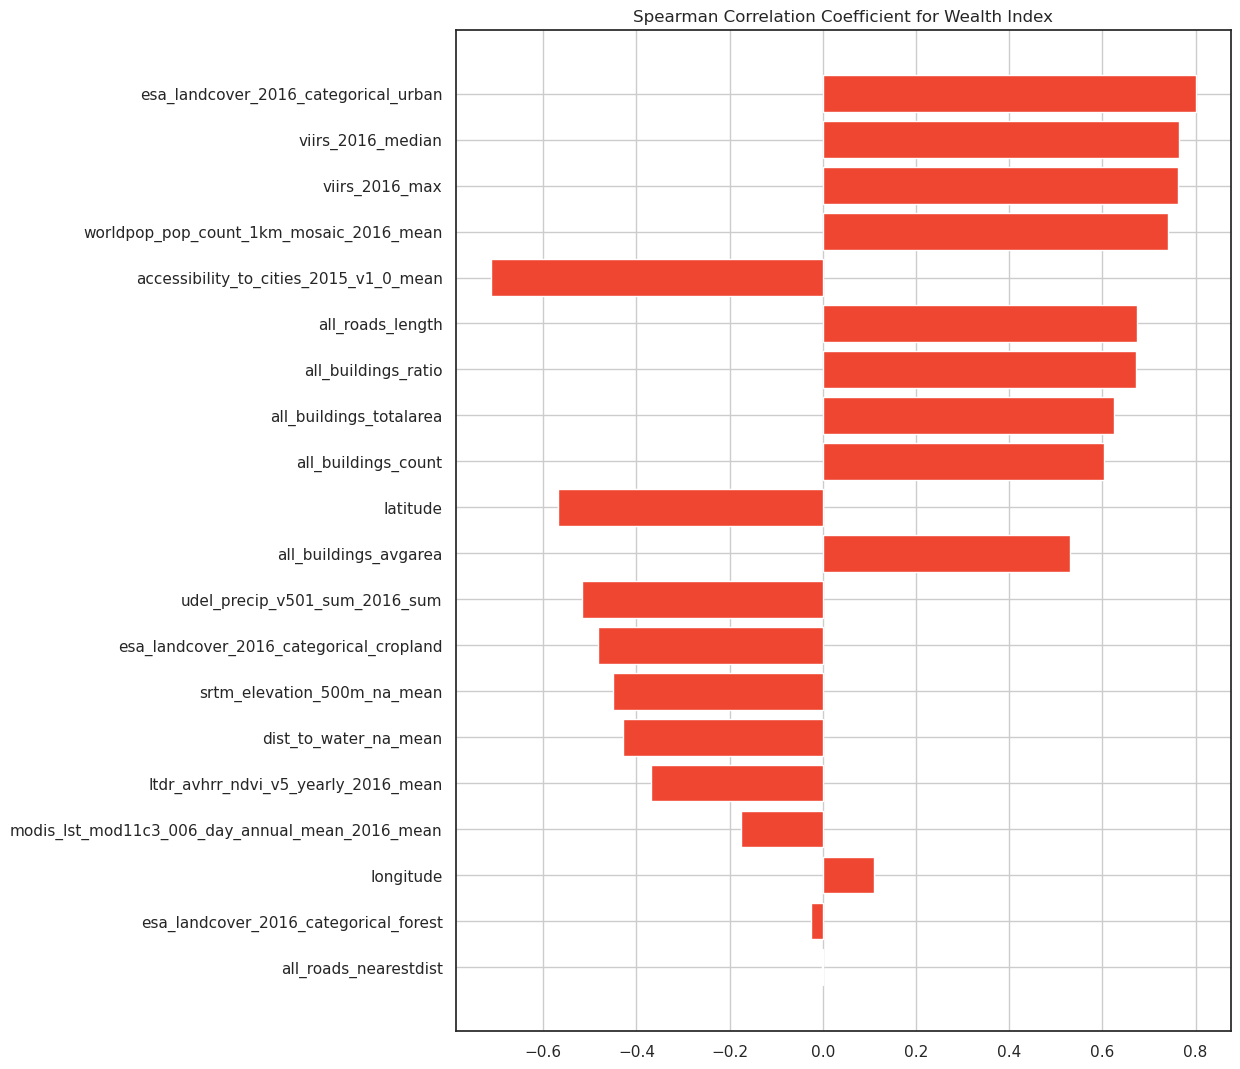 Spearman Correlation Coefficient for Wealth Index
esa_landcover_2016_categorical_urban
viirs_2016_median
viirs_2016_max
worldpop_pop_count_1km_mosaic_2016_mean
accessibility_to_cities_2015_v1_0_mean
all_roads_length
all_buildings_ratio
all_buildings_totalarea
all_buildings_count
latitude
all_buildings_avgarea
udel_precip_v501_sum_2016_sum
esa_landcover_2016_categorical_cropland
srtm_elevation_500m_na_mean
dist_to_water_na_mean
ltdr_avhrr_ndvi_v5_yearly_2016_mean
modis_lst_mod11c3_006_day_annual_mean_2016_mean
longitude
esa_landcover_2016_categorical_forest
all_roads_nearestdist
−0.6 −0.4 −0.2 0.0 0.2 0.4 0.6 0.8